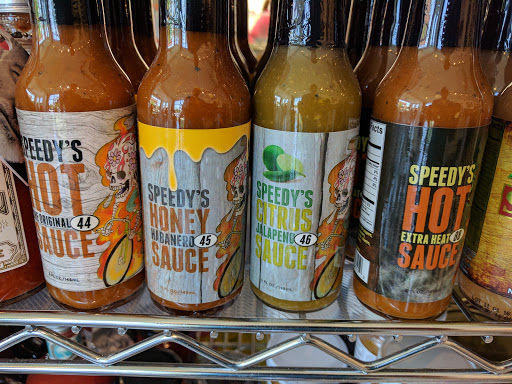 SPEEDY'S
HOT
ORIGINAL 44
SAUCE
SPEEDY'S
HONEY
HABANERO 45
SAUCE
SPEEDY'S
CITRUS
JALAPENO 46
SAUCE
Facts
SPEEDY'S
HOT
EXTRA HEAT
SAUCE